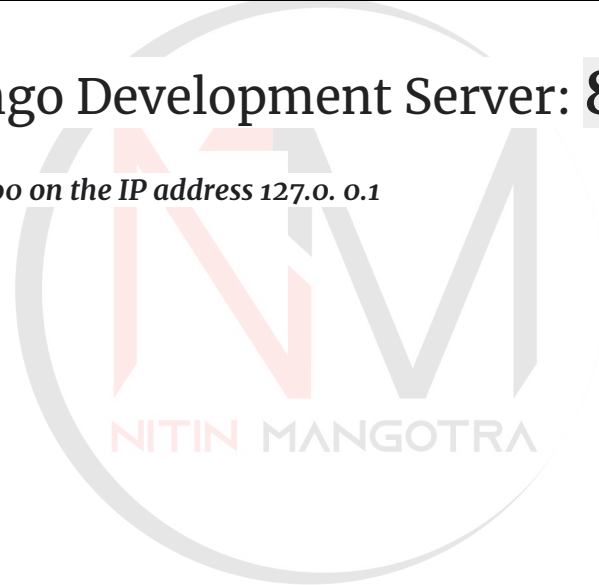 ngo Development Server: 8
00 on the IP address 127.0. 0.1
NITIN MANGOTRA